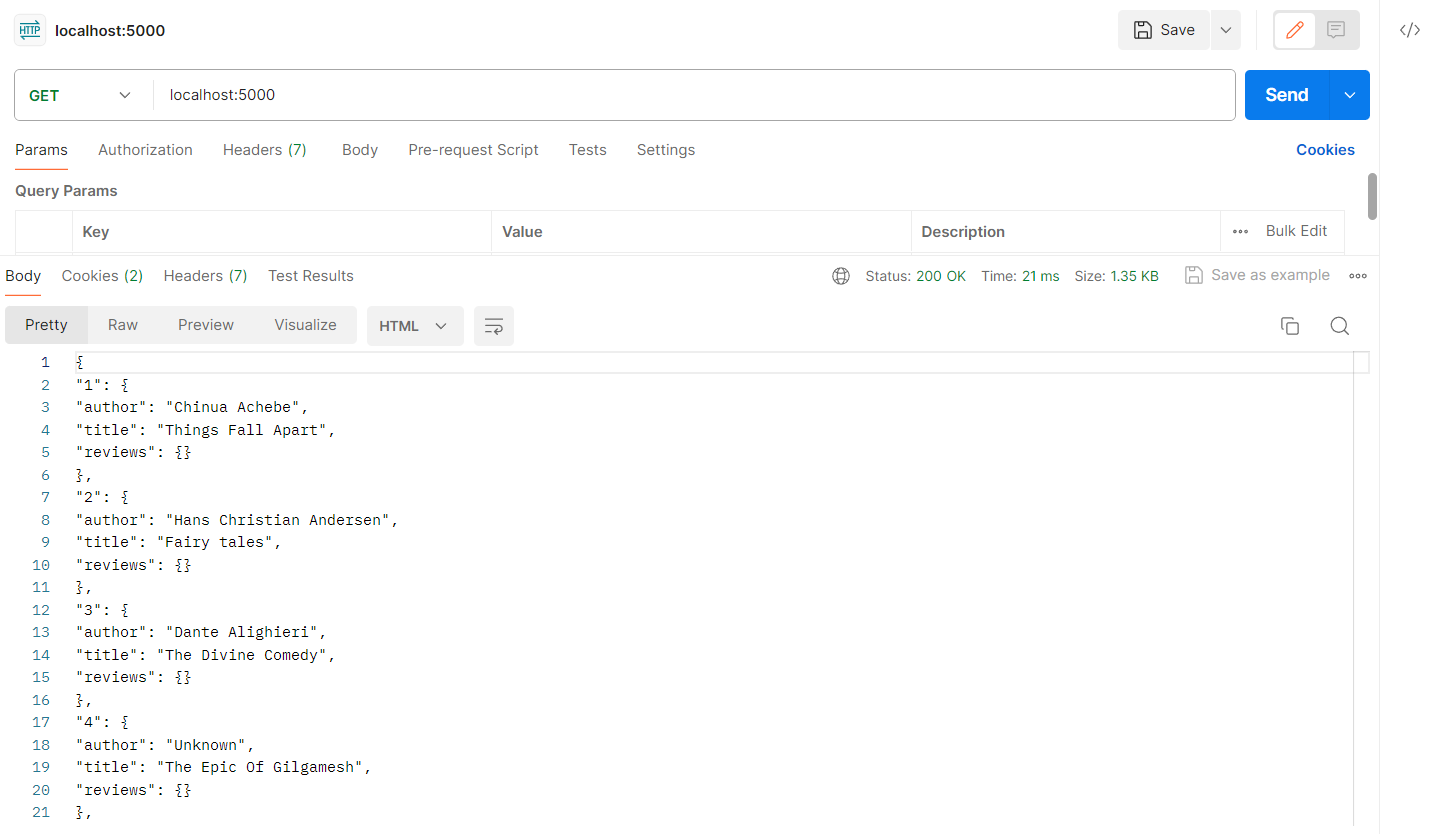 HTTP localhost:5000 Save
GET localhost:5000 Send
Params Authorization Headers (7) Body Pre-request Script Tests Settings Cookies
Query Params
Key Value Description Bulk Edit
Body Cookies (2) Headers (7) Test Results Status: 200 OK Time: 21 ms Size: 1.35 KB Save as example
Pretty Raw Preview Visualize HTML
1 {
2 "1": {
3 "author": "Chinua Achebe",
4 "title": "Things Fall Apart",
5 "reviews": {}
6 },
7 "2": {
8 "author": "Hans Christian Andersen",
9 "title": "Fairy tales",
10 "reviews": {}
11 },
12 "3": {
13 "author": "Dante Alighieri",
14 "title": "The Divine Comedy",
15 "reviews": {}
16 },
17 "4": {
18 "author": "Unknown",
19 "title": "The Epic Of Gilgamesh",
20 "reviews": {}
21 },